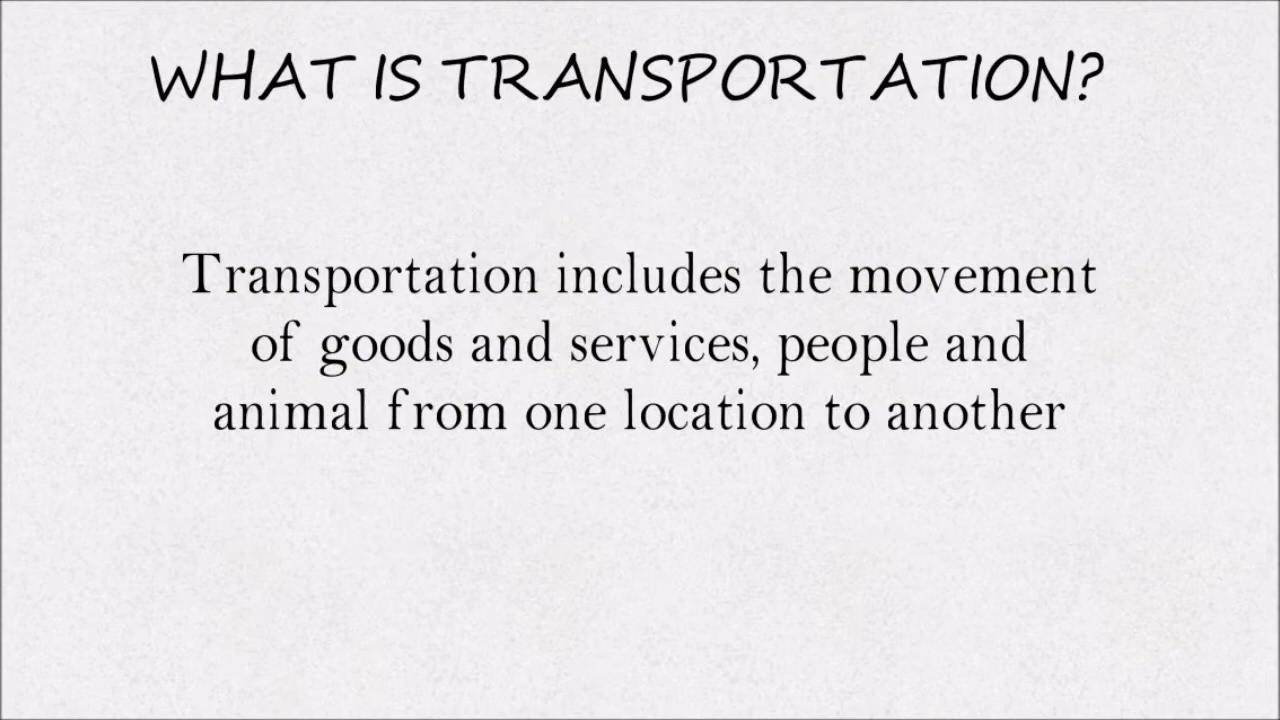 WHAT IS TRANSPORTATION?
Transportation includes the movement
of goods and services, people and
animal from one location to another